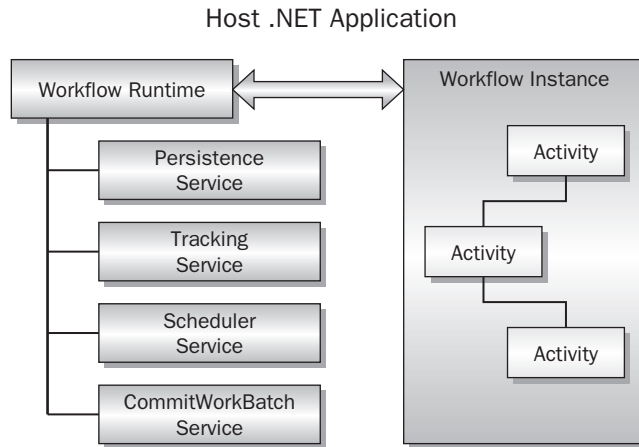 Host .NET Application
Workflow Runtime
Workflow Instance
Persistence
Service
Tracking
Service
Scheduler
Service
CommitWorkBatch
Service
Activity
Activity
Activity